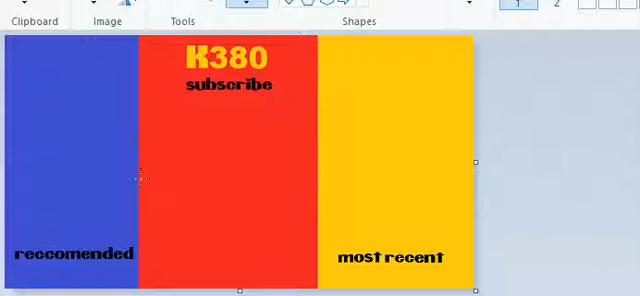 Clipboard
Image
Tools
Shapes
1
2
K380
subscribe
reccomended
most recent